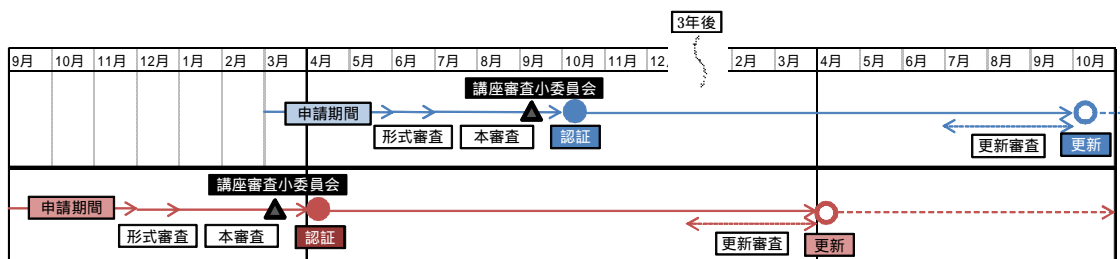 3年後
9月 10月 11月 12月 1月 2月 3月 4月 5月 6月 7月 8月 9月 10月 11月 2月 3月 4月 5月 6月 7月 8月 9月 10月
講座審査小委員会
申請期間
形式審査 本審査 認証 更新審査 更新
講座審査小委員会
申請期間
形式審査 本審査 認証 更新審査 更新